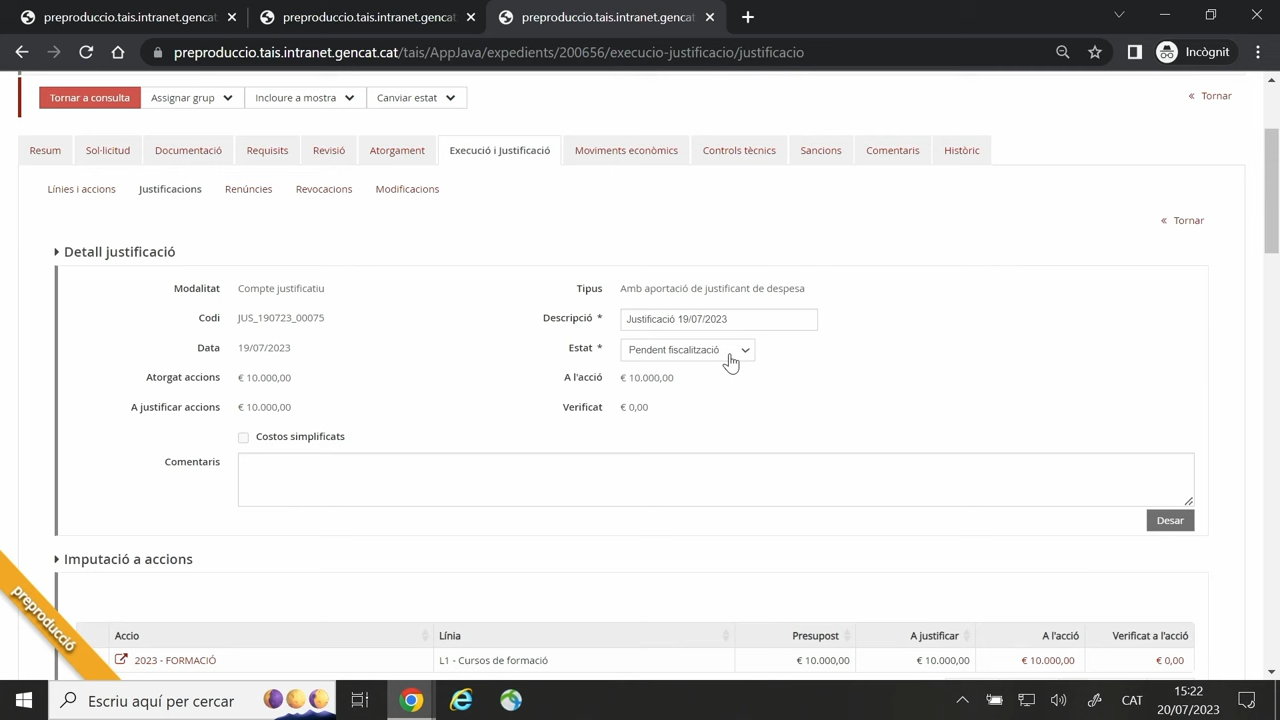 preproduccio.tais.intranet.gencat.cat
preproduccio.tais.intranet.gencat.cat
preproduccio.tais.intranet.gencat.cat
preproduccio.tais.intranet.gencat.cat/tais/AppJava/expedients/200656/execucio-justificacio/justificacio
Incògnit
Tornar a consulta Assignar grup Incloure a mostra Canviar estat « Tornar
Resum Sol·licitud Documentació Requisits Revisió Atorgament Execució i Justificació Moviments econòmics Controls tècnics Sancions Comentaris Històric
Línies i accions Justificacions Renúncies Revocacions Modificacions
« Tornar
Detall justificació
Modalitat Compte justificatiu Tipus Amb aportació de justificant de despesa
Codi JUS_190723_00075 Descripció * Justificació 19/07/2023
Data 19/07/2023 Estat * Pendent fiscalització
Atorgat accions € 10.000,00 A l'acció € 10.000,00
A justificar accions € 10.000,00 Verificat € 0,00
Costos simplificats
Comentaris
Desar
Imputació a accions
Accio Línia Presupost A justificar A l'acció Verificat a l'acció
2023 - FORMACIÓ L1 - Cursos de formació € 10.000,00 € 10.000,00 € 10.000,00 € 0,00
preproducció
Escriu aquí per cercar
CAT
15:22
20/07/2023